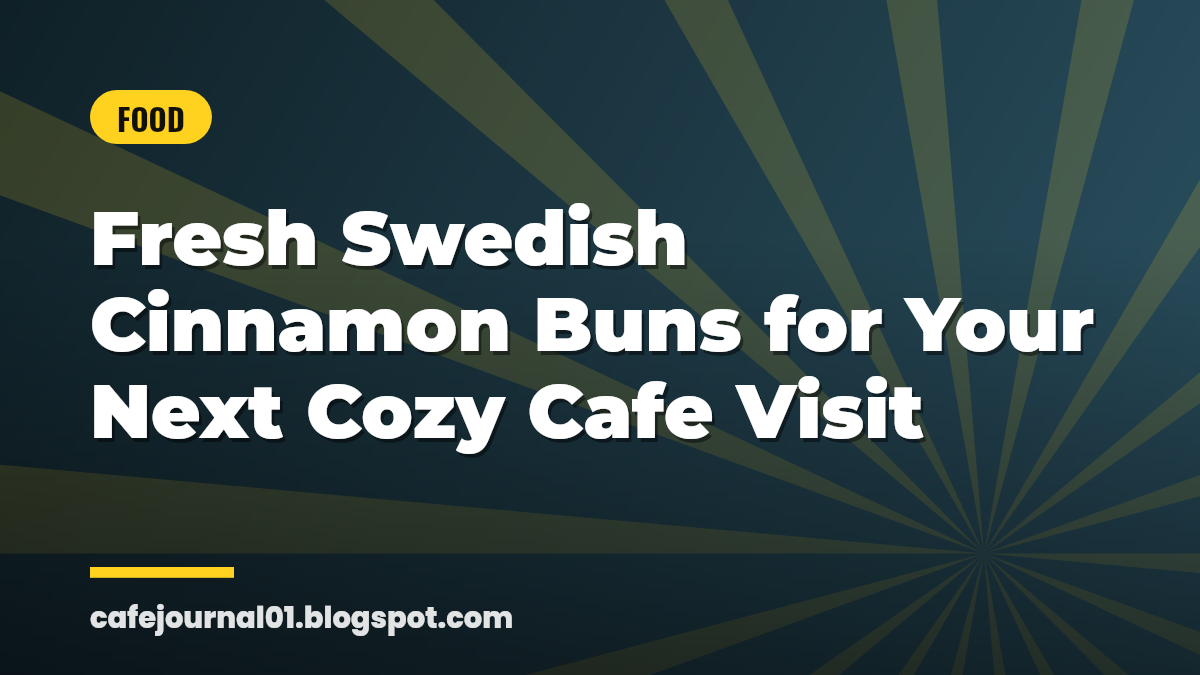 FOOD
Fresh Swedish
Cinnamon Buns for Your
Next Cozy Cafe Visit
cafejournal01.blogspot.com